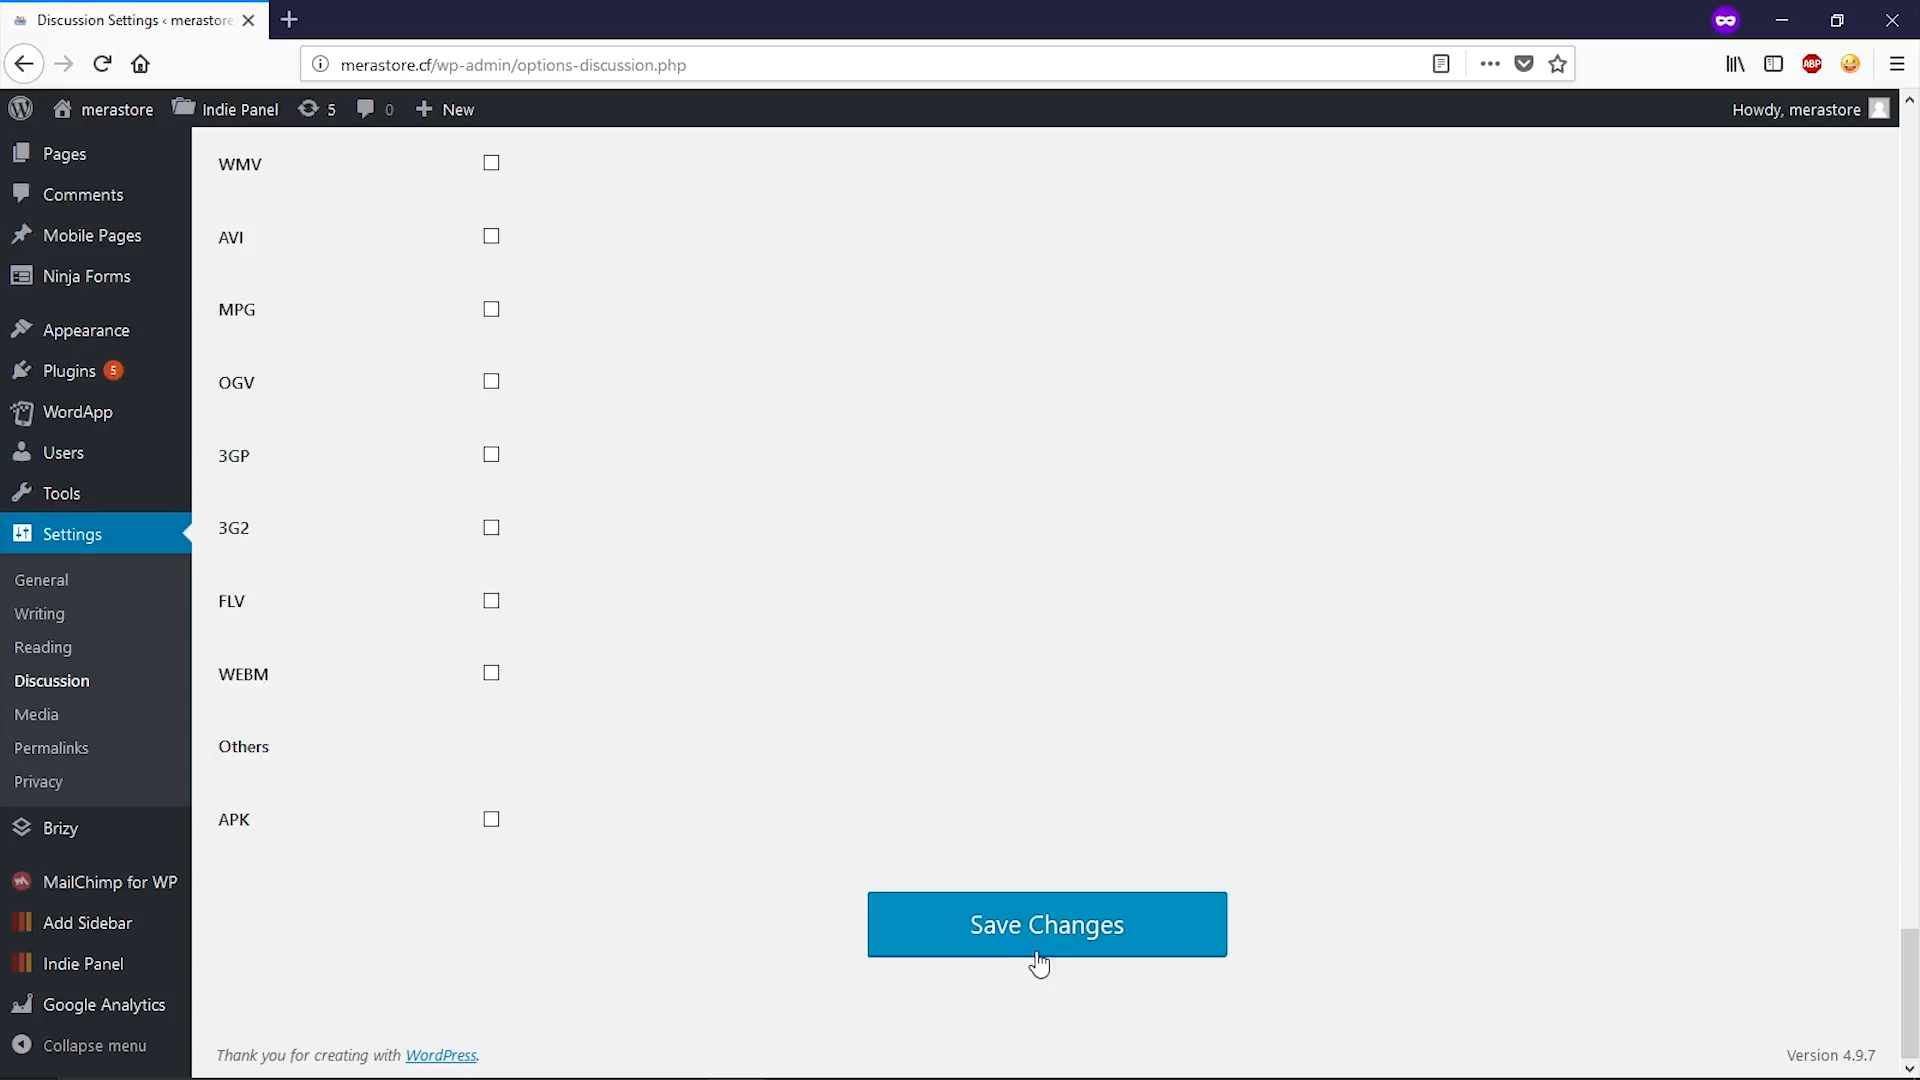 Discussion Settings ‹ merastore
merastore.cf/wp-admin/options-discussion.php
ABP
merastore
Indie Panel
5
0
New
Howdy, merastore
Pages
Comments
Mobile Pages
Ninja Forms
Appearance
Plugins 5
WordApp
Users
Tools
Settings
General
Writing
Reading
Discussion
Media
Permalinks
Privacy
Brizy
MailChimp for WP
Add Sidebar
Indie Panel
Google Analytics
Collapse menu
WMV
AVI
MPG
OGV
3GP
3G2
FLV
WEBM
Others
APK
Save Changes
Thank you for creating with WordPress.
Version 4.9.7